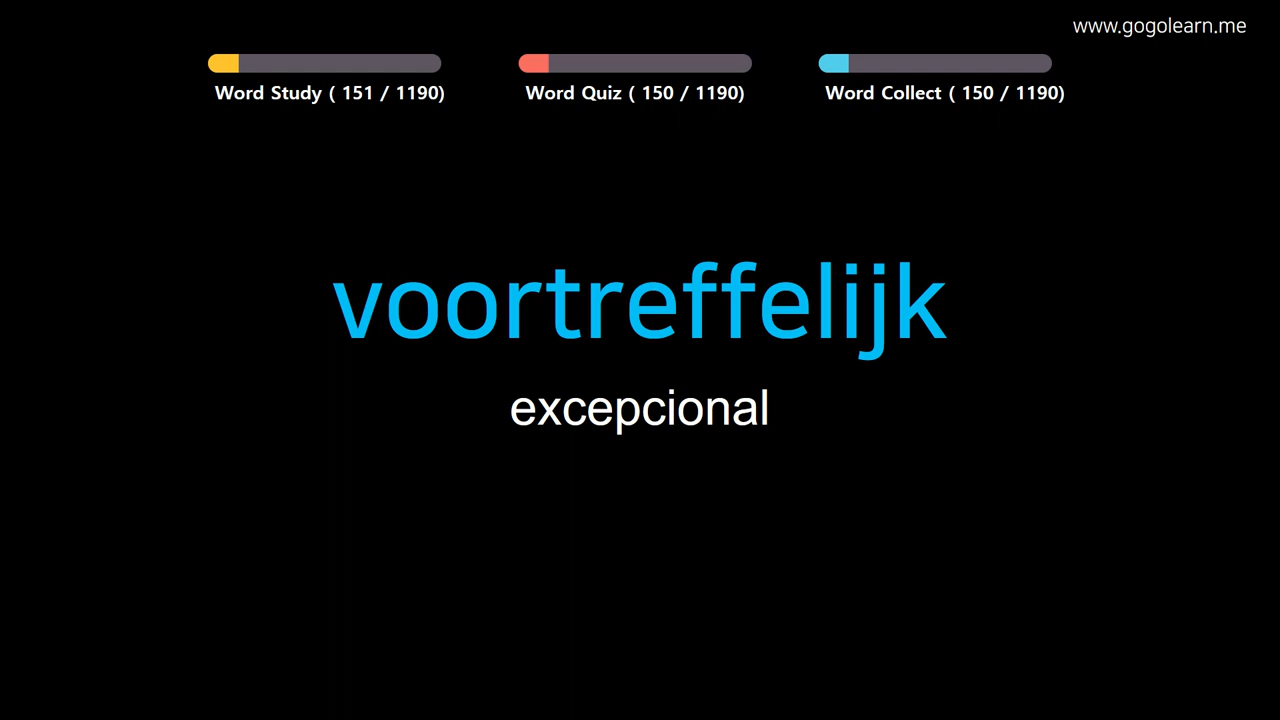 www.gogolearn.me
Word Study ( 151 / 1190)
Word Quiz ( 150 / 1190)
Word Collect ( 150 / 1190)
voortreffelijk
excepcional